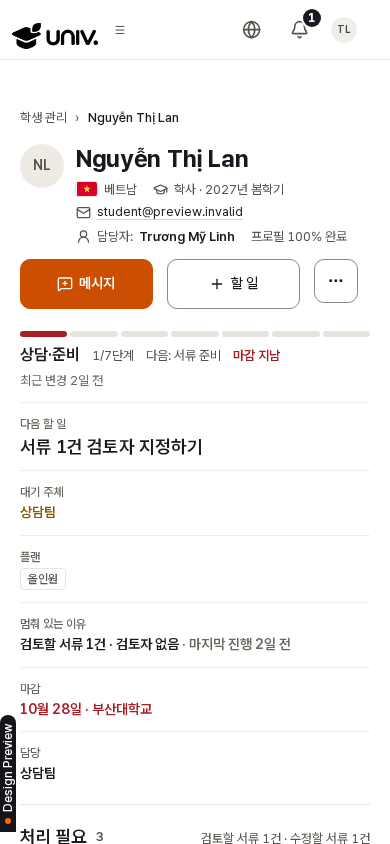 UNIV.
1
TL
학생 관리 › Nguyễn Thị Lan
NL
Nguyễn Thị Lan
베트남 학사 · 2027년 봄학기
student@preview.invalid
담당자: Trương Mỹ Linh 프로필 100% 완료
메시지
할 일
상담·준비 1/7단계 다음: 서류 준비 마감 지남
최근 변경 2일 전
다음 할 일
서류 1건 검토자 지정하기
대기 주체
상담팀
플랜
올인원
멈춰 있는 이유
검토할 서류 1건 · 검토자 없음 · 마지막 진행 2일 전
마감
10월 28일 · 부산대학교
담당
상담팀
Design Preview
처리 필요 3 검토할 서류 1건 · 수정할 서류 1건